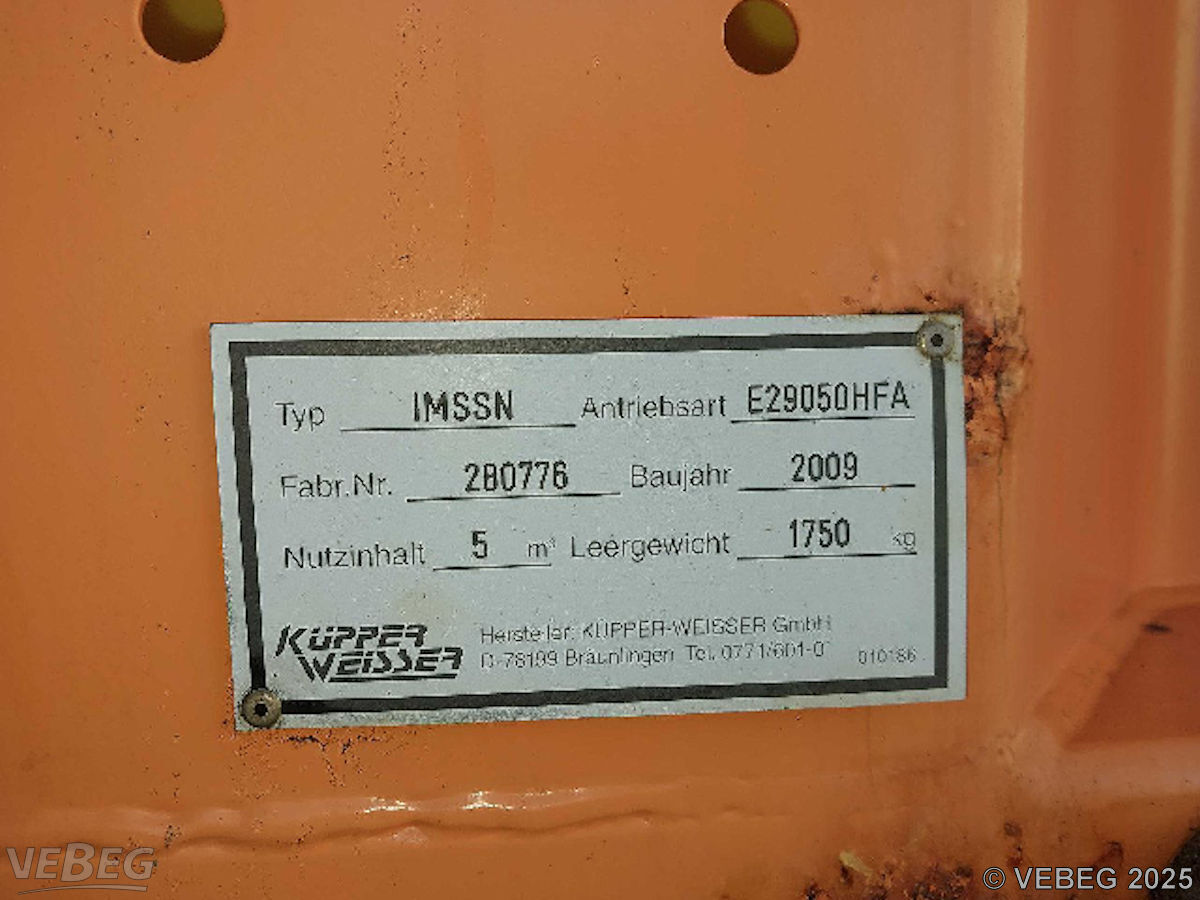 Typ IMSSN Antriebsart E29050HFA
Fabr.Nr. 280776 Baujahr 2009
Nutzinhalt 5 m³ Leergewicht 1750 kg
KÜPPER WEISSER
Hersteller: KÜPPER-WEISSER GmbH
D-78199 Bräunlingen Tel. 0771/601-0
010186
VEBEG
© VEBEG 2025